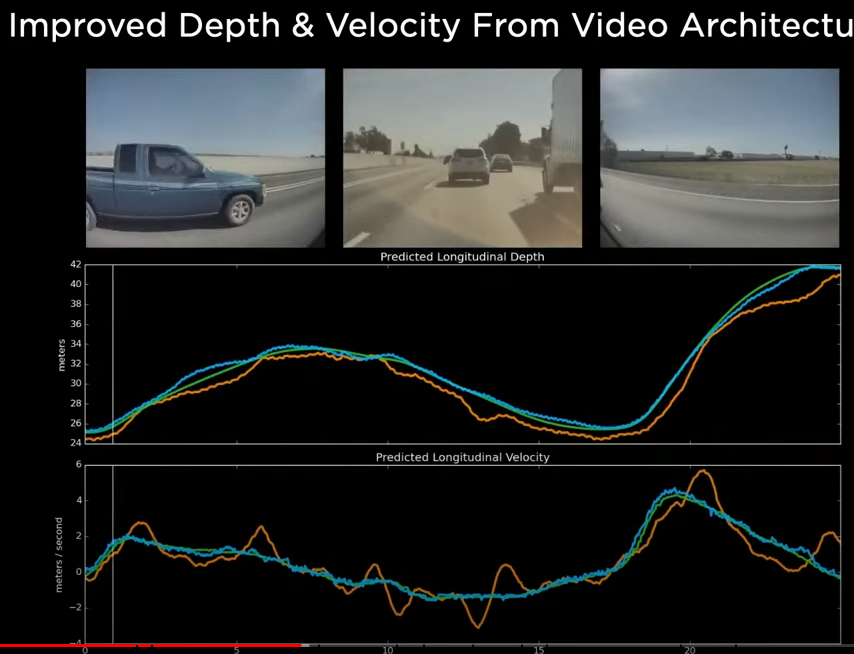 Improved Depth & Velocity From Video Architectu
Predicted Longitudinal Depth
42
40
38
36
34
32
30
28
26
24
meters
Predicted Longitudinal Velocity
6
4
2
0
−2
−4
meters / second
0 5 10 15 20